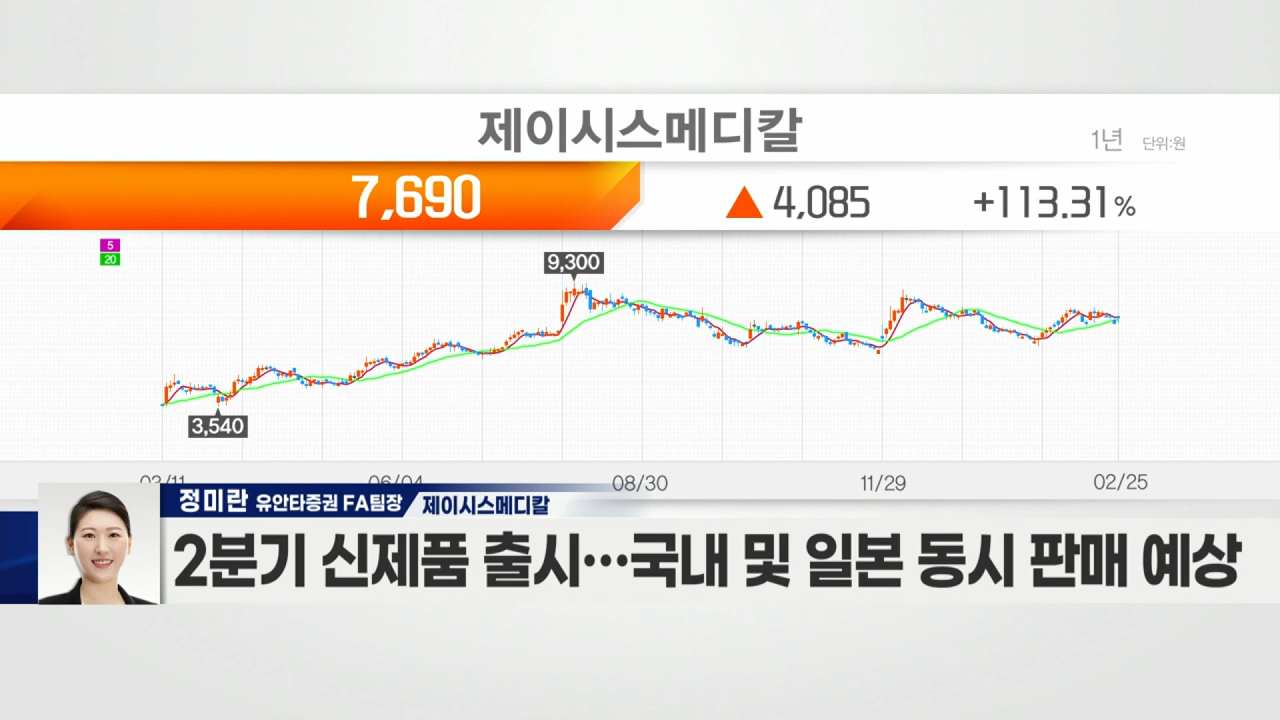 제이시스메디칼
1년 단위:원
7,690 ▲ 4,085 +113.31%
5
20
9,300
3,540
03/11 06/04 08/30 11/29 02/25
정미란 유안타증권 FA팀장 제이시스메디칼
2분기 신제품 출시…국내 및 일본 동시 판매 예상